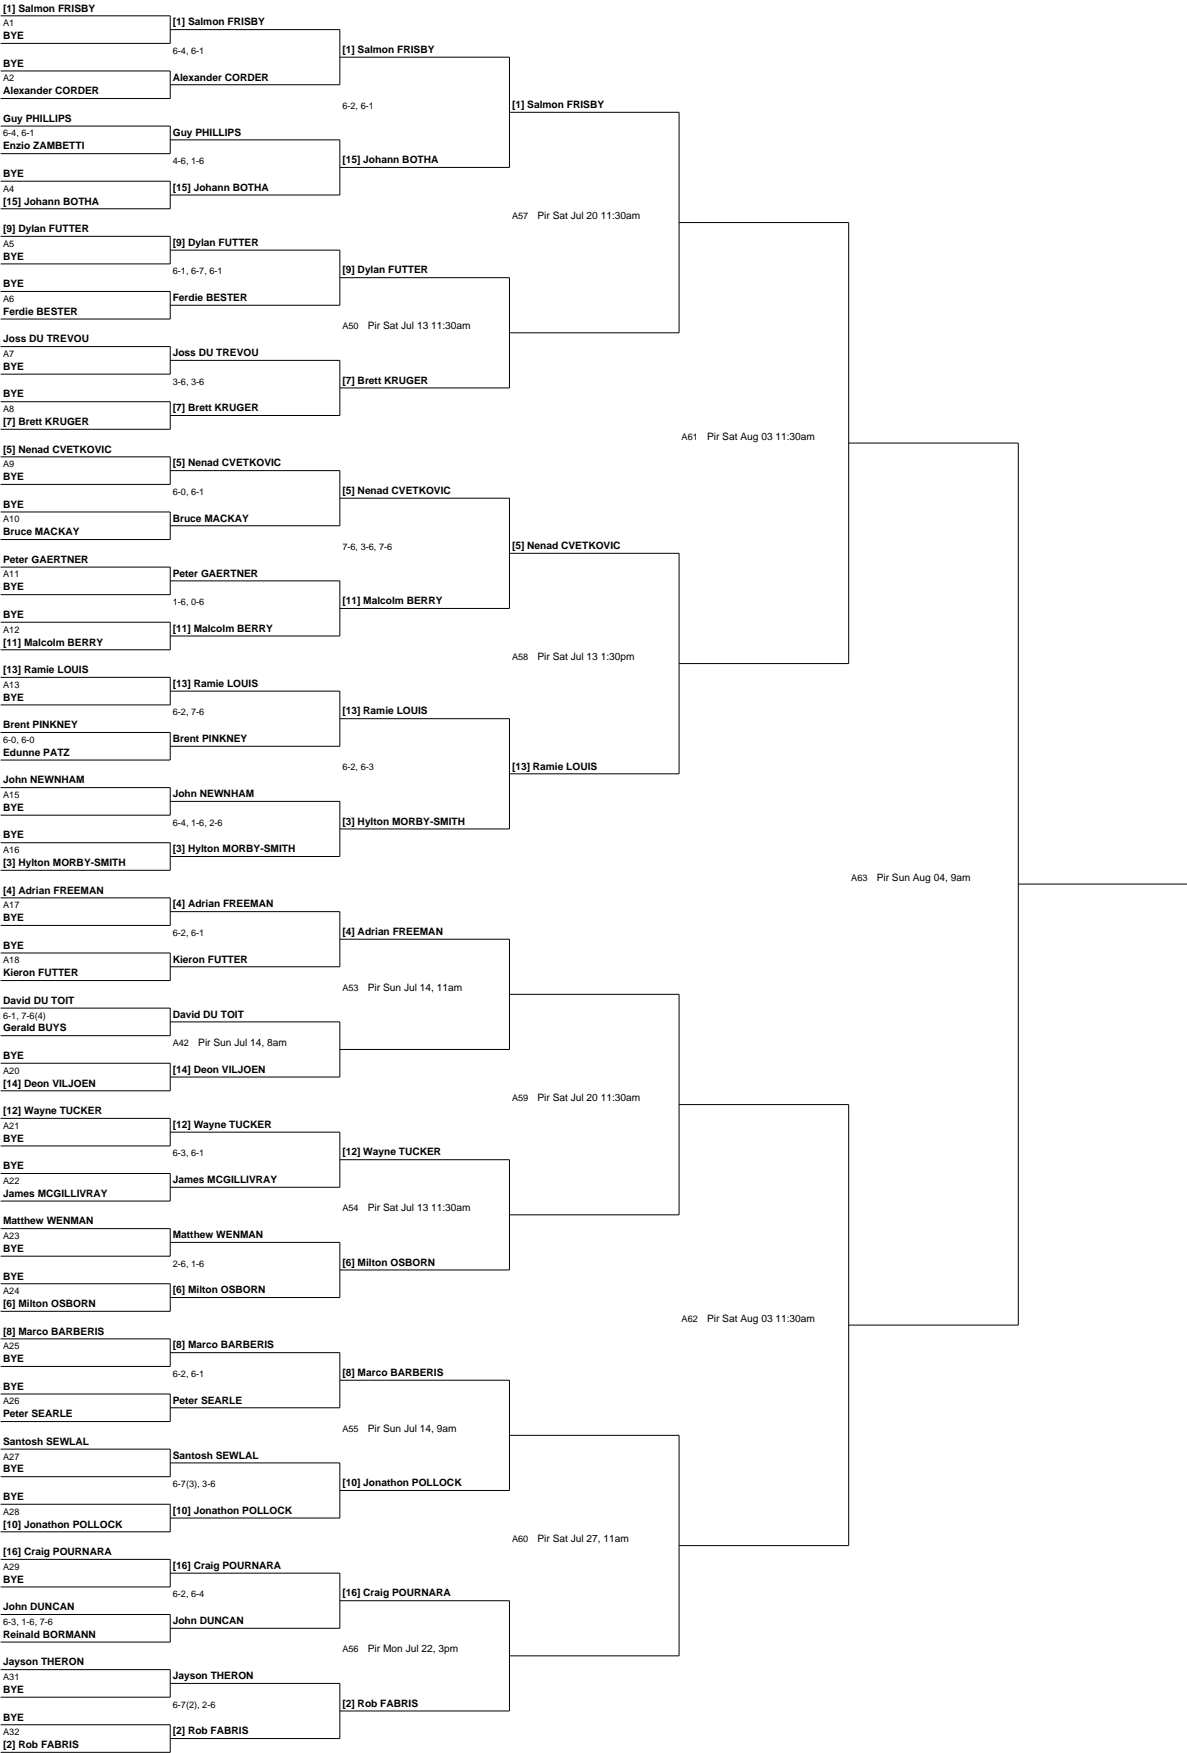 [1] Salmon FRISBY
A1
BYE
BYE
A2
Alexander CORDER
Guy PHILLIPS
6-4, 6-1
Enzio ZAMBETTI
BYE
A4
[15] Johann BOTHA
[9] Dylan FUTTER
A5
BYE
BYE
A6
Ferdie BESTER
Joss DU TREVOU
A7
BYE
BYE
A8
[7] Brett KRUGER
[5] Nenad CVETKOVIC
A9
BYE
BYE
A10
Bruce MACKAY
Peter GAERTNER
A11
BYE
BYE
A12
[11] Malcolm BERRY
[13] Ramie LOUIS
A13
BYE
Brent PINKNEY
6-0, 6-0
Edunne PATZ
John NEWNHAM
A15
BYE
BYE
A16
[3] Hylton MORBY-SMITH
[4] Adrian FREEMAN
A17
BYE
BYE
A18
Kieron FUTTER
David DU TOIT
6-1, 7-6(4)
Gerald BUYS
BYE
A20
[14] Deon VILJOEN
[12] Wayne TUCKER
A21
BYE
BYE
A22
James MCGILLIVRAY
Matthew WENMAN
A23
BYE
BYE
A24
[6] Milton OSBORN
[8] Marco BARBERIS
A25
BYE
BYE
A26
Peter SEARLE
Santosh SEWLAL
A27
BYE
BYE
A28
[10] Jonathon POLLOCK
[16] Craig POURNARA
A29
BYE
John DUNCAN
6-3, 1-6, 7-6
Reinald BORMANN
Jayson THERON
A31
BYE
BYE
A32
[2] Rob FABRIS
[1] Salmon FRISBY
6-4, 6-1
Alexander CORDER
Guy PHILLIPS
4-6, 1-6
[15] Johann BOTHA
[9] Dylan FUTTER
6-1, 6-7, 6-1
Ferdie BESTER
Joss DU TREVOU
3-6, 3-6
[7] Brett KRUGER
[5] Nenad CVETKOVIC
6-0, 6-1
Bruce MACKAY
Peter GAERTNER
1-6, 0-6
[11] Malcolm BERRY
[13] Ramie LOUIS
6-2, 7-6
Brent PINKNEY
John NEWNHAM
6-4, 1-6, 2-6
[3] Hylton MORBY-SMITH
[4] Adrian FREEMAN
6-2, 6-1
Kieron FUTTER
David DU TOIT
A42 Pir Sun Jul 14, 8am
[14] Deon VILJOEN
[12] Wayne TUCKER
6-3, 6-1
James MCGILLIVRAY
Matthew WENMAN
2-6, 1-6
[6] Milton OSBORN
[8] Marco BARBERIS
6-2, 6-1
Peter SEARLE
Santosh SEWLAL
6-7(3), 3-6
[10] Jonathon POLLOCK
[16] Craig POURNARA
6-2, 6-4
John DUNCAN
Jayson THERON
6-7(2), 2-6
[2] Rob FABRIS
[1] Salmon FRISBY
6-2, 6-1
[15] Johann BOTHA
[9] Dylan FUTTER
A50 Pir Sat Jul 13 11:30am
[7] Brett KRUGER
[5] Nenad CVETKOVIC
7-6, 3-6, 7-6
[11] Malcolm BERRY
[13] Ramie LOUIS
6-2, 6-3
[3] Hylton MORBY-SMITH
[4] Adrian FREEMAN
A53 Pir Sun Jul 14, 11am
[12] Wayne TUCKER
A54 Pir Sat Jul 13 11:30am
[6] Milton OSBORN
[8] Marco BARBERIS
A55 Pir Sun Jul 14, 9am
[10] Jonathon POLLOCK
[16] Craig POURNARA
A56 Pir Mon Jul 22, 3pm
[2] Rob FABRIS
[1] Salmon FRISBY
A57 Pir Sat Jul 20 11:30am
[5] Nenad CVETKOVIC
A58 Pir Sat Jul 13 1:30pm
[13] Ramie LOUIS
A59 Pir Sat Jul 20 11:30am
A60 Pir Sat Jul 27, 11am
A61 Pir Sat Aug 03 11:30am
A62 Pir Sat Aug 03 11:30am
A63 Pir Sun Aug 04, 9am